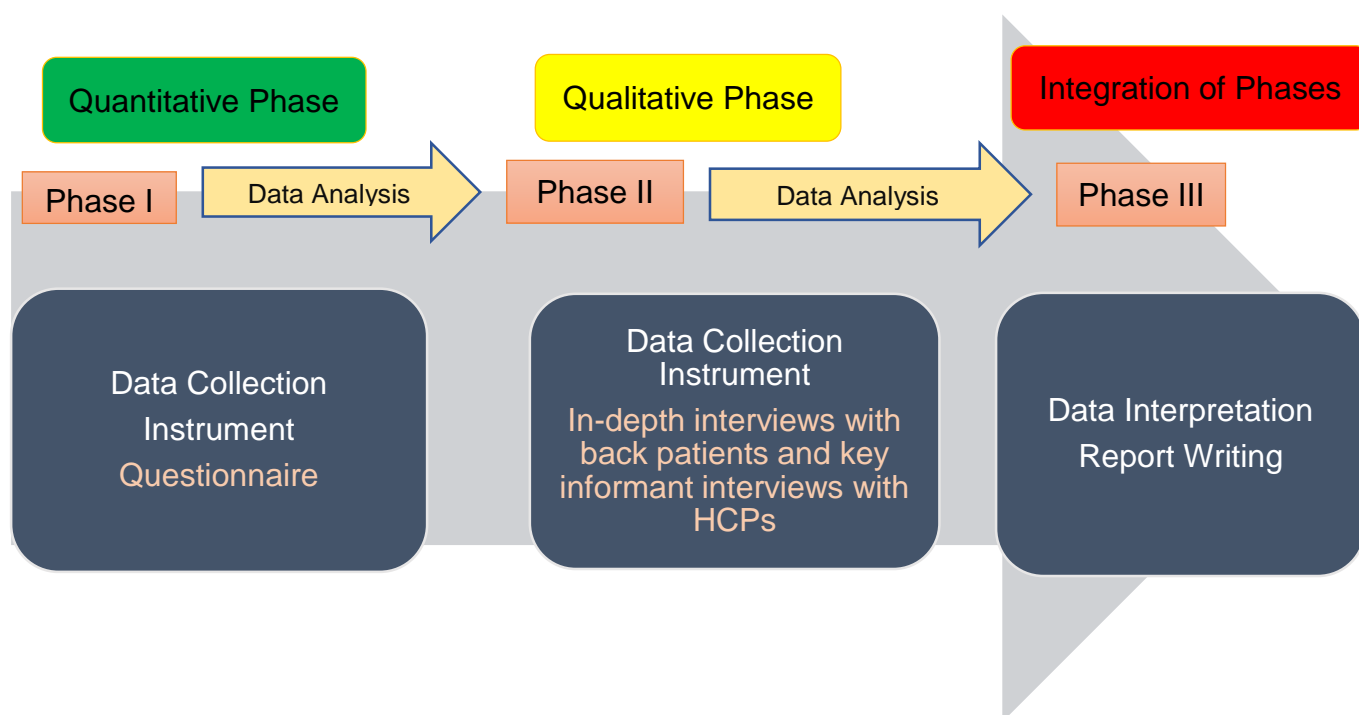 Quantitative Phase
Qualitative Phase
Integration of Phases
Phase I
Data Analysis
Phase II
Data Analysis
Phase III
Data Collection
Instrument
Questionnaire
Data Collection
Instrument
In-depth interviews with
back patients and key
informant interviews with
HCPs
Data Interpretation
Report Writing